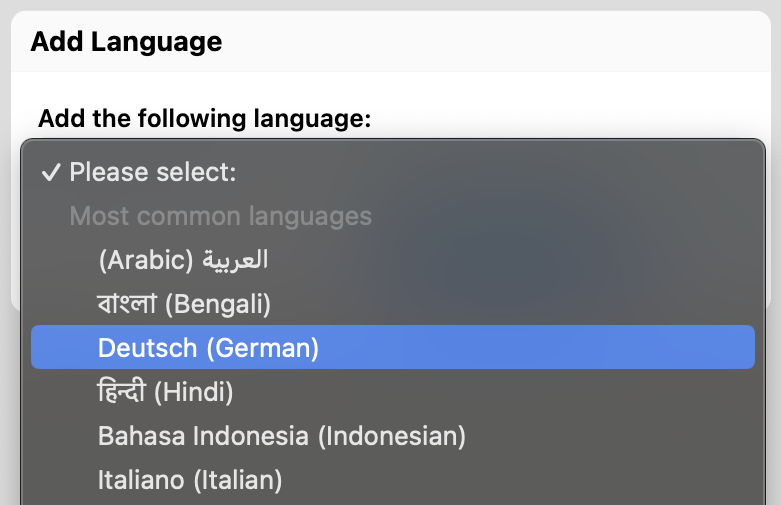 Add Language
Add the following language:
✓ Please select:
Most common languages
العربية (Arabic)
বাংলা (Bengali)
Deutsch (German)
हिन्दी (Hindi)
Bahasa Indonesia (Indonesian)
Italiano (Italian)